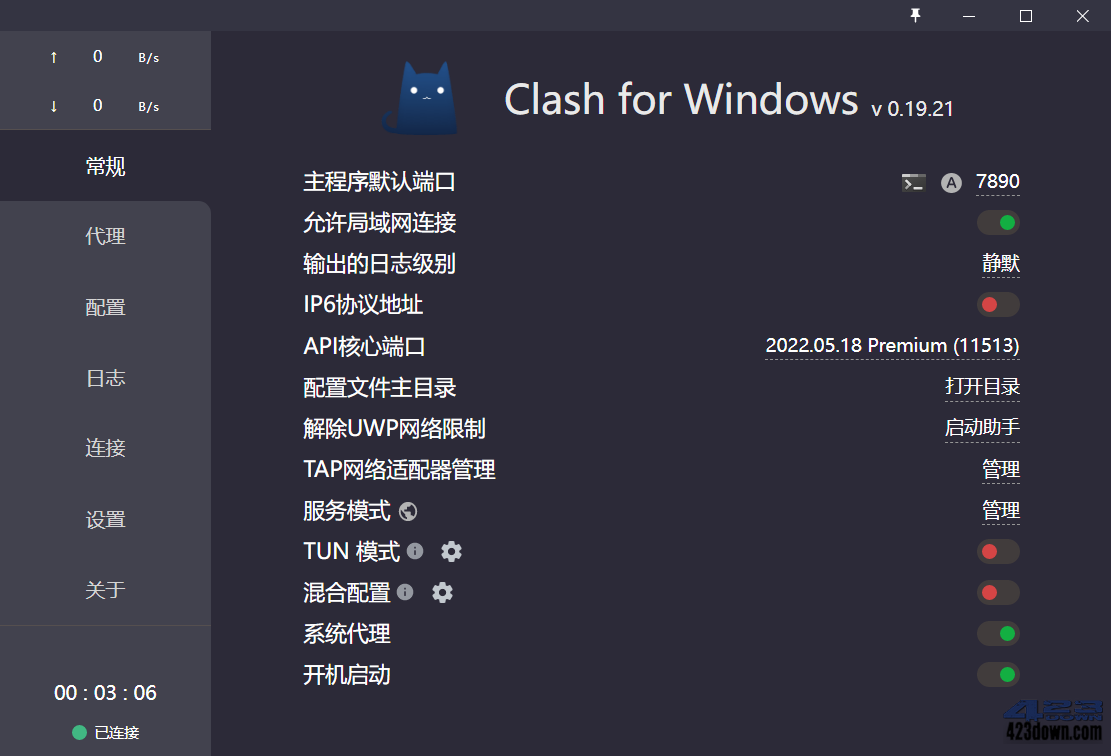 ↑ 0 B/s
↓ 0 B/s
常规
代理
配置
日志
连接
设置
关于
00 : 03 : 06
已连接
Clash for Windows v 0.19.21
主程序默认端口 A 7890
允许局域网连接
输出的日志级别 静默
IP6协议地址
API核心端口 2022.05.18 Premium (11513)
配置文件主目录 打开目录
解除UWP网络限制 启动助手
TAP网络适配器管理 管理
服务模式 管理
TUN 模式
混合配置
系统代理
开机启动
423down.com